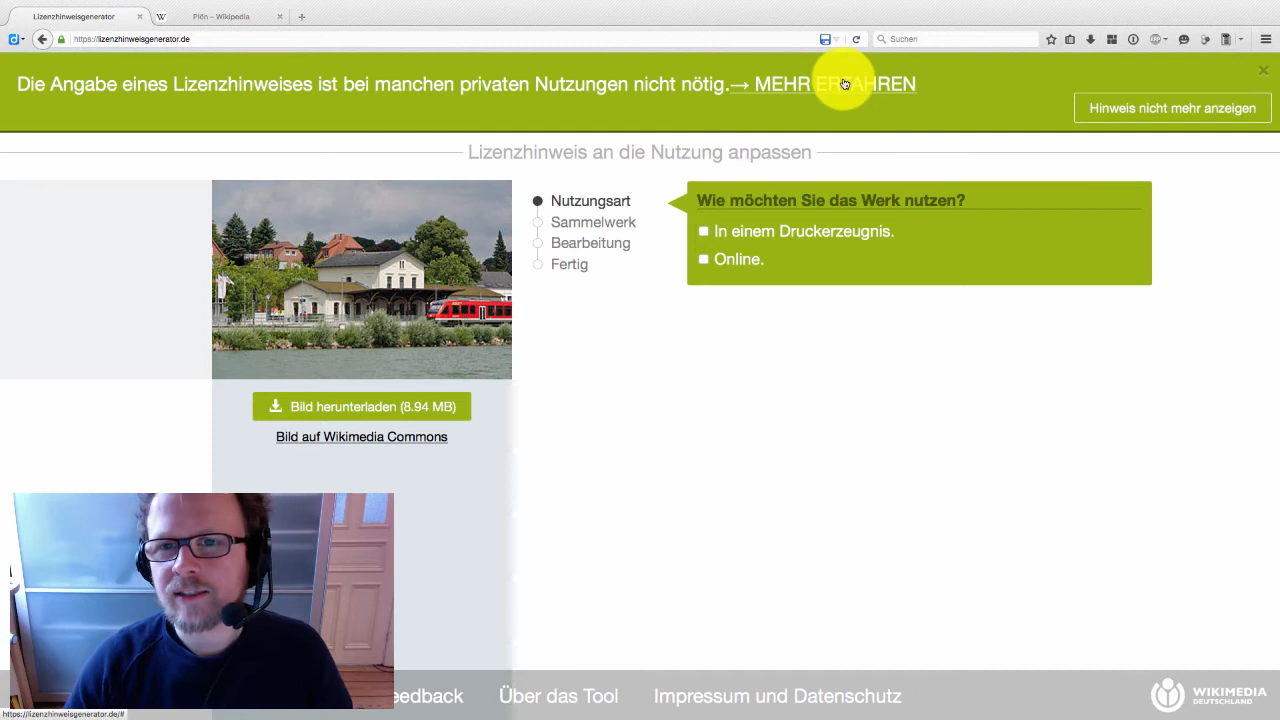 Lizenzhinweisgenerator
Plön – Wikipedia
https://lizenzhinweisgenerator.de
Suchen
Die Angabe eines Lizenzhinweises ist bei manchen privaten Nutzungen nicht nötig.→ MEHR ERFAHREN
Hinweis nicht mehr anzeigen
Lizenzhinweis an die Nutzung anpassen
Nutzungsart
Sammelwerk
Bearbeitung
Fertig
Wie möchten Sie das Werk nutzen?
In einem Druckerzeugnis.
Online.
Bild herunterladen (8.94 MB)
Bild auf Wikimedia Commons
eedback
Über das Tool
Impressum und Datenschutz
WIKIMEDIA
DEUTSCHLAND
https://lizenzhinweisgenerator.de/#